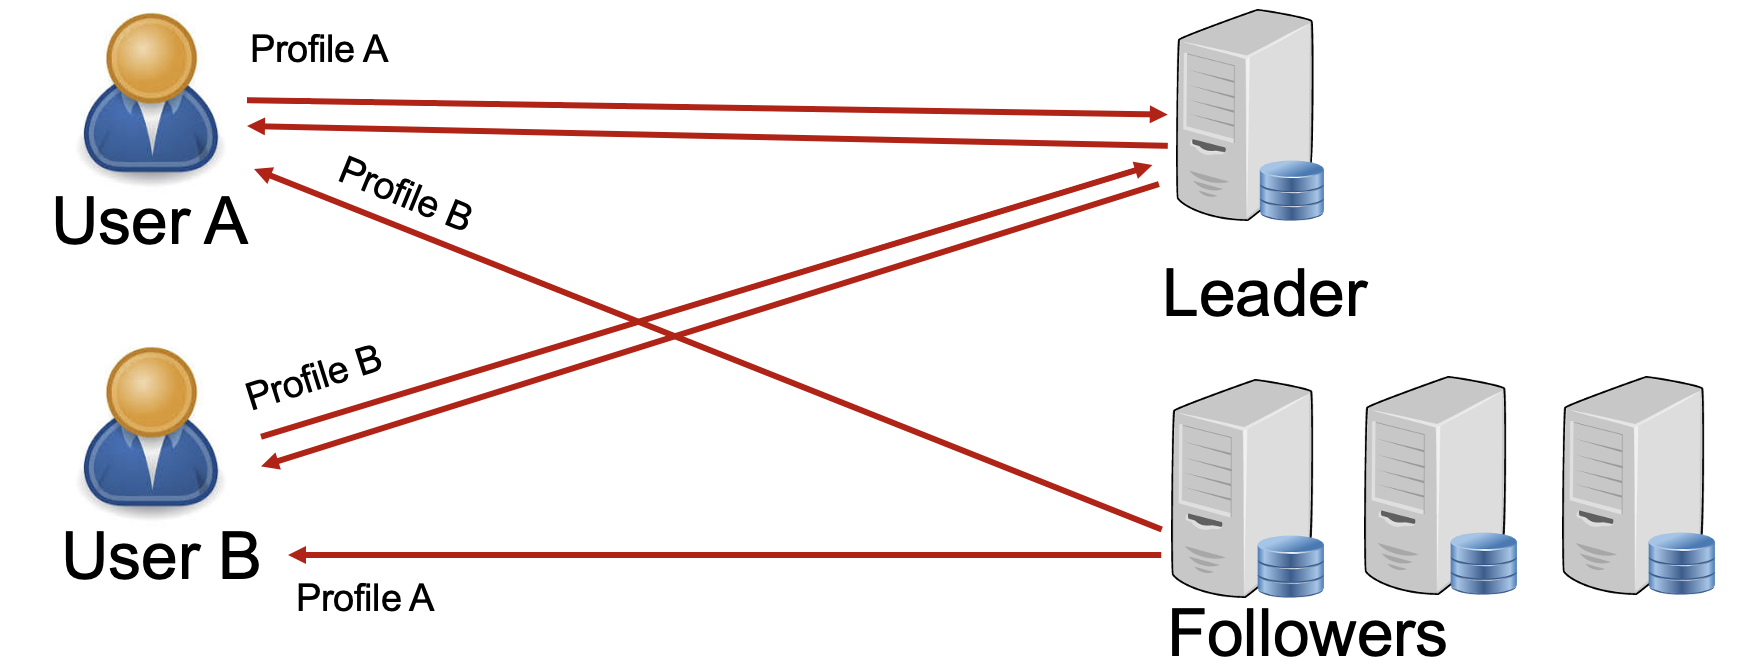 Profile A
User A
Profile B
Leader
Profile B
User B
Profile A
Followers